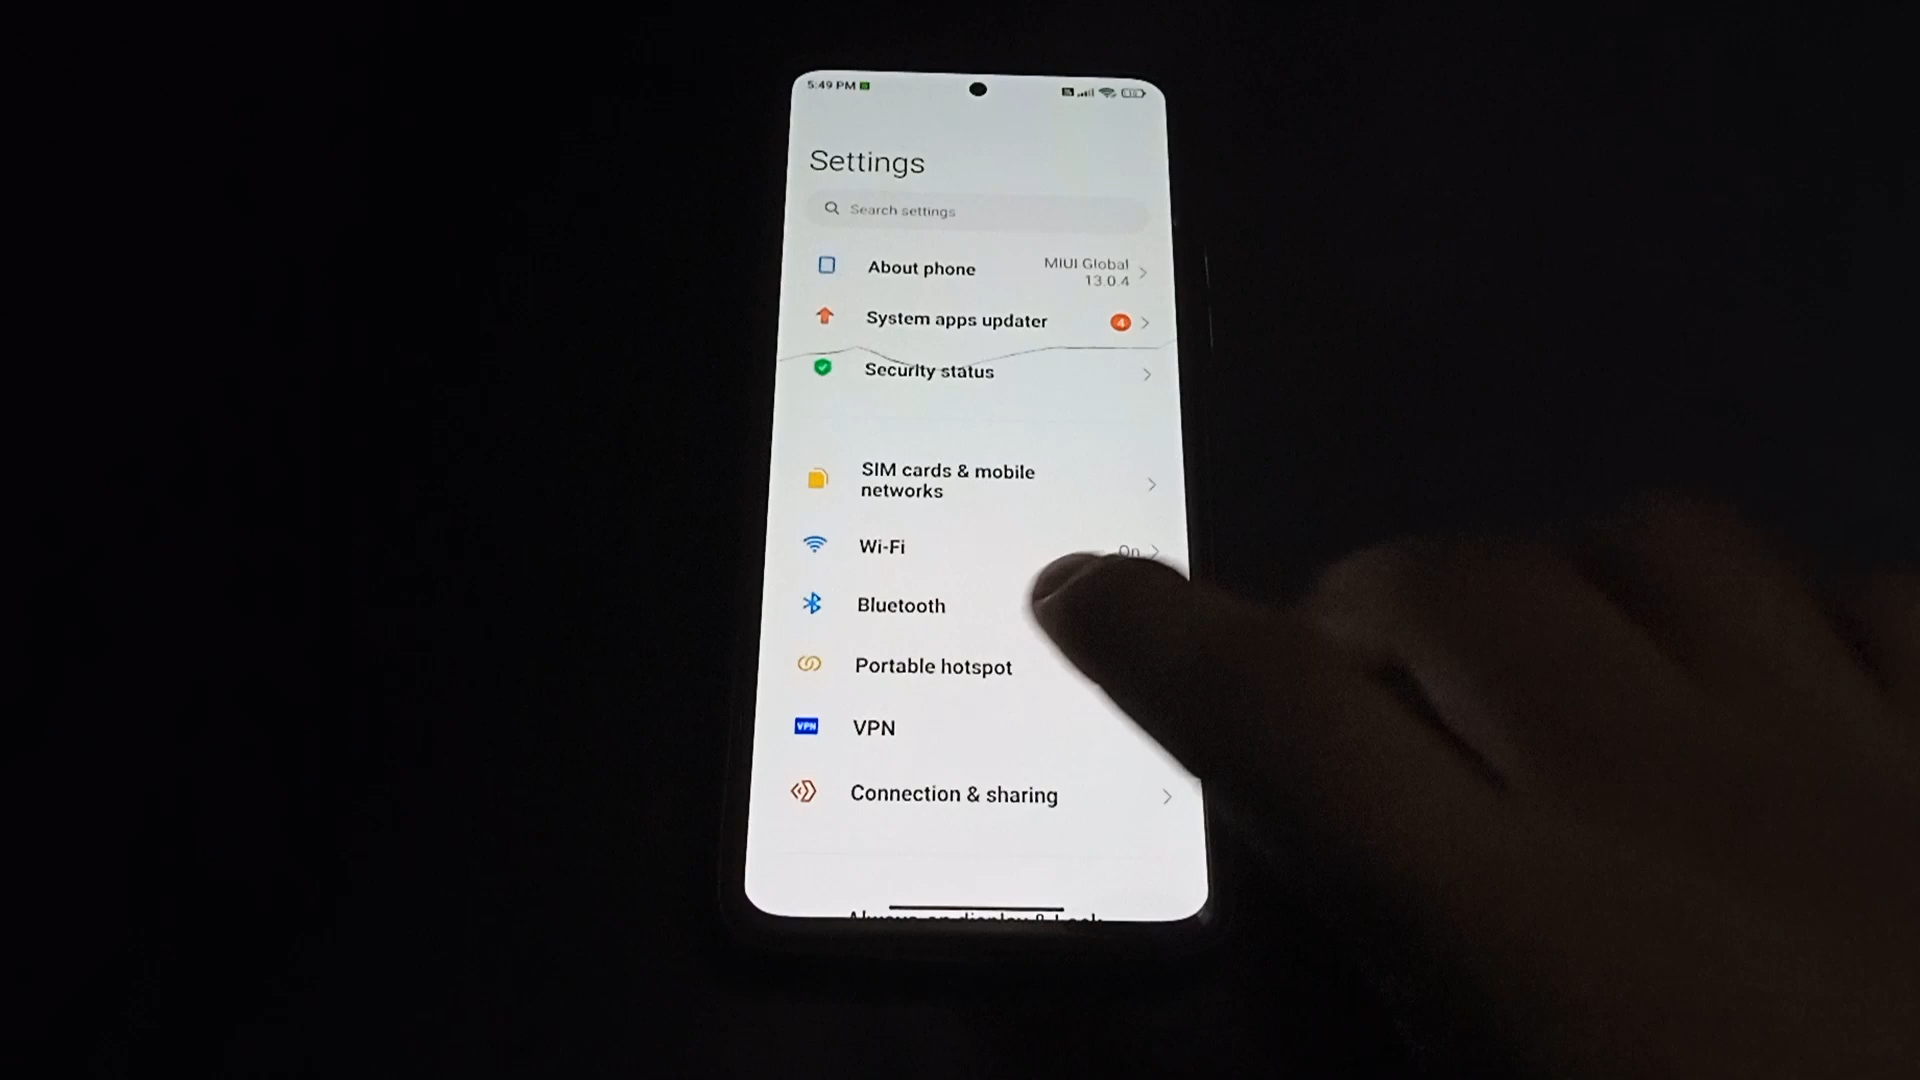 5:49 PM
Settings
Search settings
About phone
MIUI Global
13.0.4
System apps updater
4
Security status
SIM cards & mobile
networks
Wi-Fi
On
Bluetooth
Portable hotspot
VPN
VPN
Connection & sharing